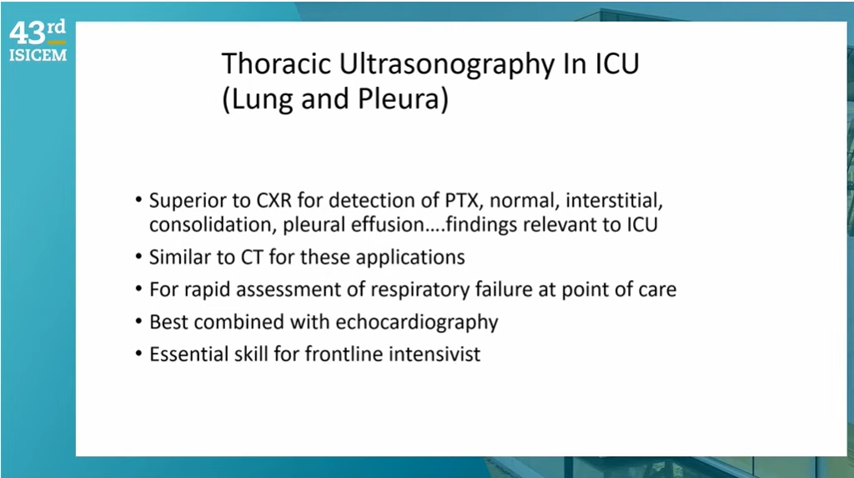 43rd
ISICEM
Thoracic Ultrasonography In ICU
(Lung and Pleura)
• Superior to CXR for detection of PTX, normal, interstitial,
consolidation, pleural effusion....findings relevant to ICU
• Similar to CT for these applications
• For rapid assessment of respiratory failure at point of care
• Best combined with echocardiography
• Essential skill for frontline intensivist